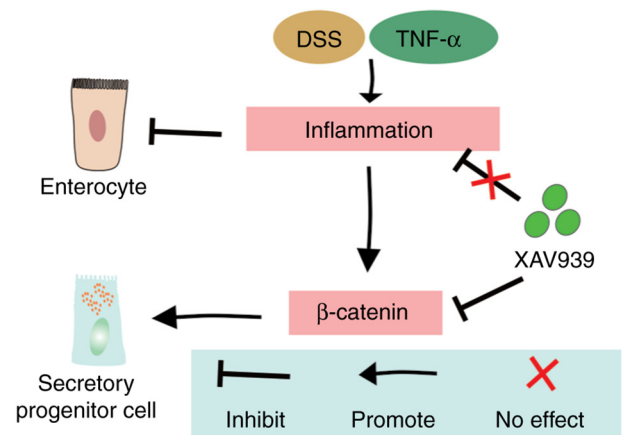 DSS
TNF-α
Inflammation
Enterocyte
XAV939
β-catenin
Secretory
progenitor cell
Inhibit
Promote
No effect